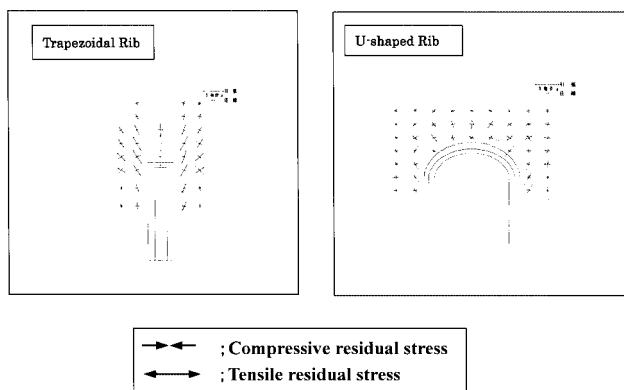 Trapezoidal Rib
U-shaped Rib
; Compressive residual stress
; Tensile residual stress